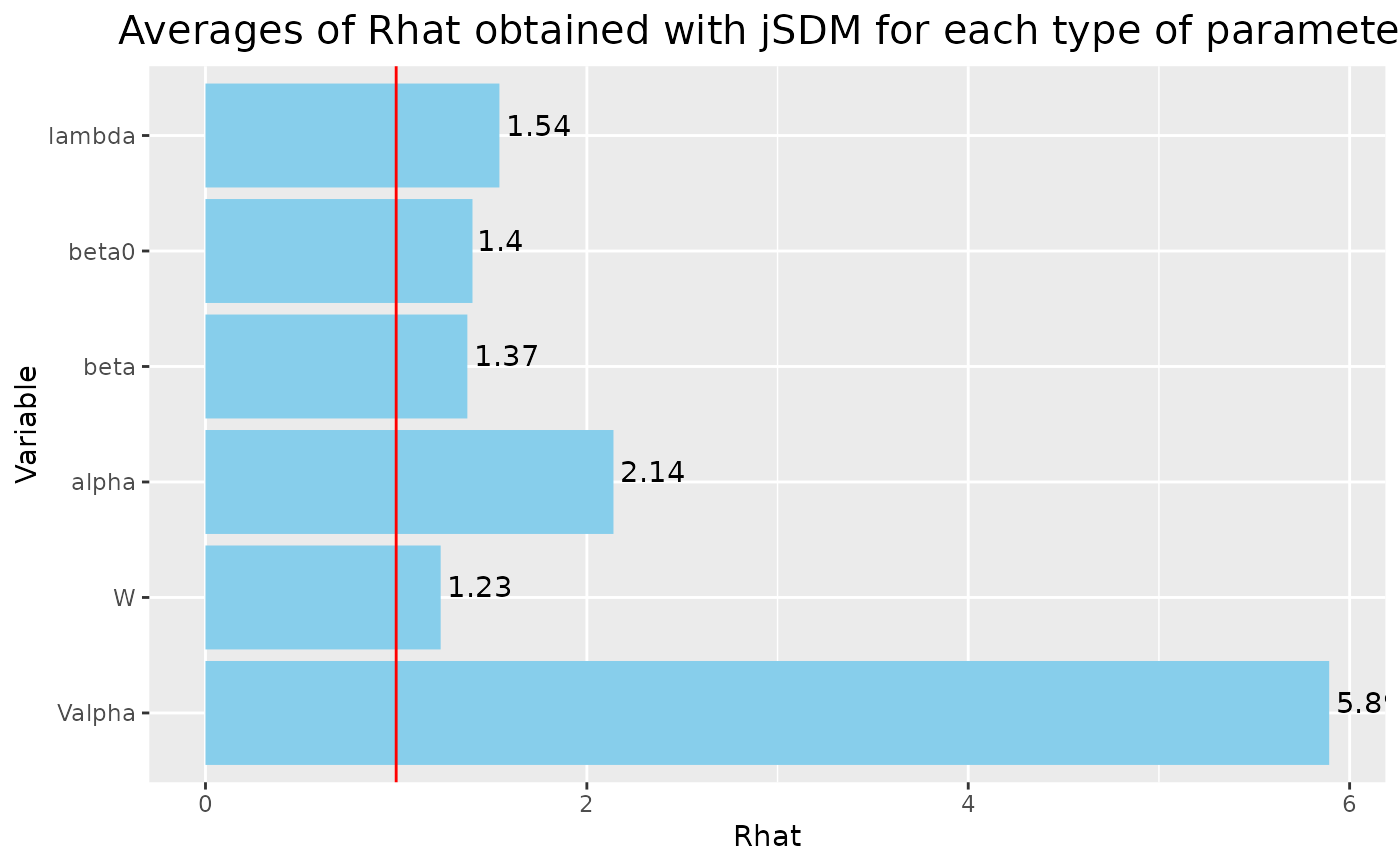 Averages of Rhat obtained with jSDM for each type of paramete
lambda
1.54
beta0
1.4
beta
1.37
Variable
alpha
2.14
W
1.23
Valpha
0
2
4
6
Rhat